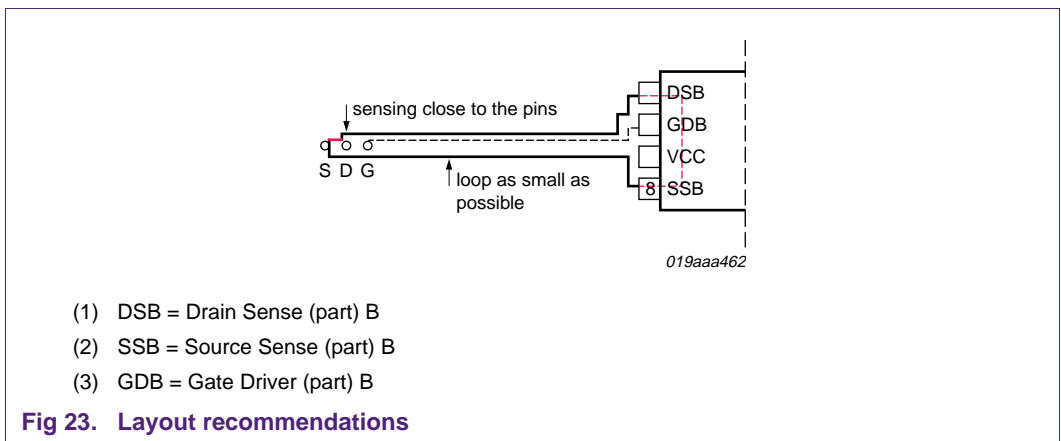 DSB
sensing close to the pins
GDB
VCC
S D G
loop as small as
possible
8 SSB
019aaa462
(1) DSB = Drain Sense (part) B
(2) SSB = Source Sense (part) B
(3) GDB = Gate Driver (part) B
Fig 23. Layout recommendations